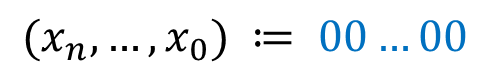 (xₙ, ..., x₀) := 00 ... 00